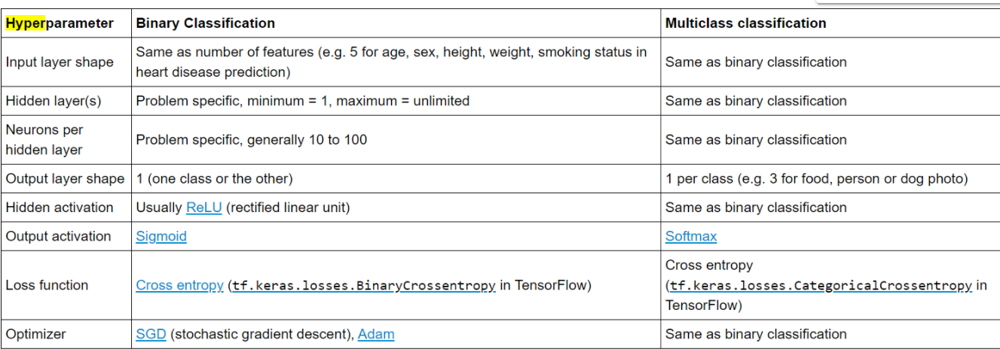 Hyperparameter Binary Classification Multiclass classification
Input layer shape Same as number of features (e.g. 5 for age, sex, height, weight, smoking status in
heart disease prediction) Same as binary classification
Hidden layer(s) Problem specific, minimum = 1, maximum = unlimited Same as binary classification
Neurons per
hidden layer Problem specific, generally 10 to 100 Same as binary classification
Output layer shape 1 (one class or the other) 1 per class (e.g. 3 for food, person or dog photo)
Hidden activation Usually ReLU (rectified linear unit) Same as binary classification
Output activation Sigmoid Softmax
Loss function Cross entropy (tf.keras.losses.BinaryCrossentropy in TensorFlow) Cross entropy
(tf.keras.losses.CategoricalCrossentropy in
TensorFlow)
Optimizer SGD (stochastic gradient descent), Adam Same as binary classification